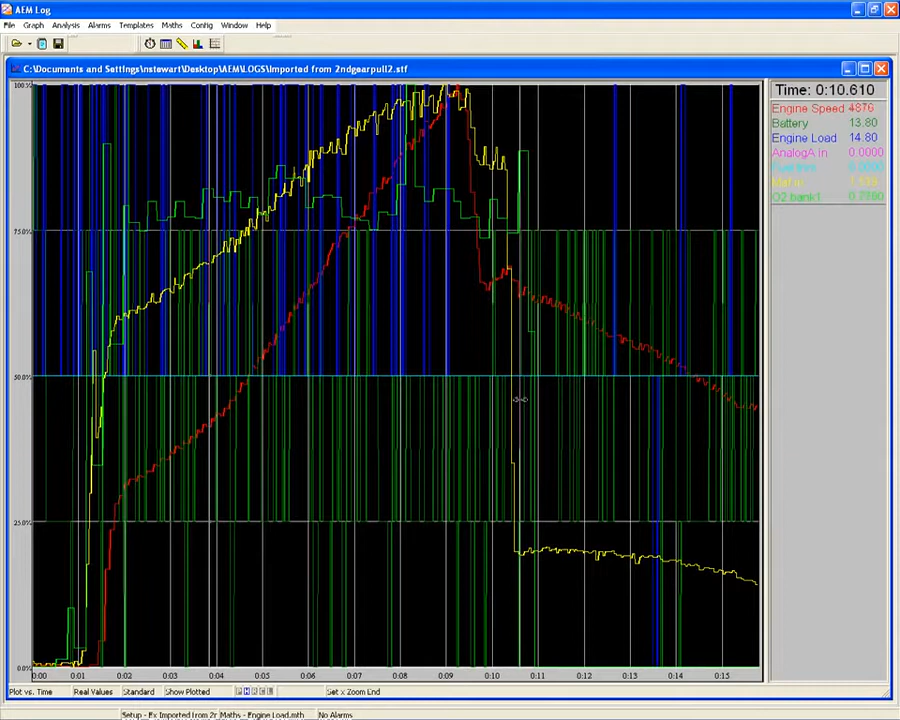 AEM Log
File Graph Analysis Alarms Templates Maths Config Window Help
C:\Documents and Settings\nstewart\Desktop\AEM\LOGS\Imported from 2ndgearpull2.stf
Time: 0:10.610
Engine Speed 4876
Battery 13.80
Engine Load 14.80
AnalogA In 0.0000
O2 bank1
100.%
75.0%
50.0%
25.0%
0.0%
0:00 0:01 0:02 0:03 0:04 0:05 0:06 0:07 0:08 0:09 0:10 0:11 0:12 0:13 0:14 0:15
Plot vs. Time Real Values Standard Show Plotted Set x Zoom End
Setup - Ex Imported from 2r Maths - Engine Load.mth No Alarms